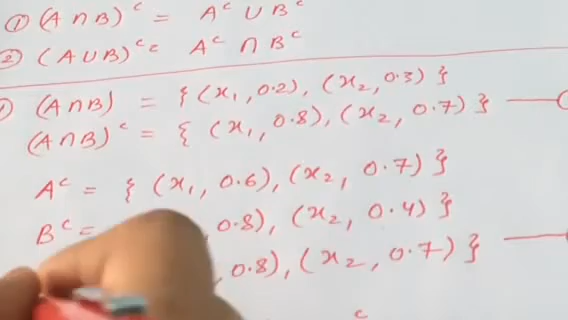 ① (A ∩ B)ᶜ = Aᶜ ∪ Bᶜ
② (A ∪ B)ᶜ = Aᶜ ∩ Bᶜ
(A∩B) = {(x₁, 0.2), (x₂, 0.3)}
(A∩B)ᶜ = {(x₁, 0.8), (x₂, 0.7)}
Aᶜ = {(x₁, 0.6), (x₂, 0.7)}
Bᶜ = , 0.8), (x₂, 0.4)}
, 0.8), (x₂, 0.7)}
c